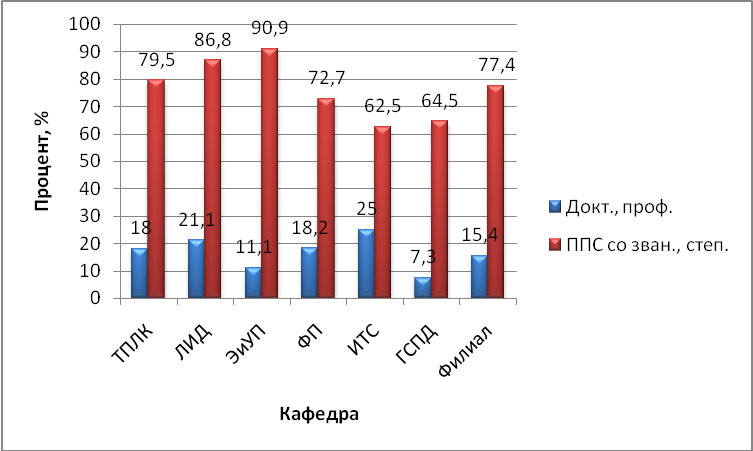 Процент, %
100
90
80
70
60
50
40
30
20
10
0
79,5
86,8
90,9
72,7
62,5
64,5
77,4
18
21,1
11,1
18,2
25
7,3
15,4
ТПЛК
ЛИД
ЭиУП
ФП
ИТС
ГСПД
Филиал
Кафедра
Докт., проф.
ППС со зван., степ.